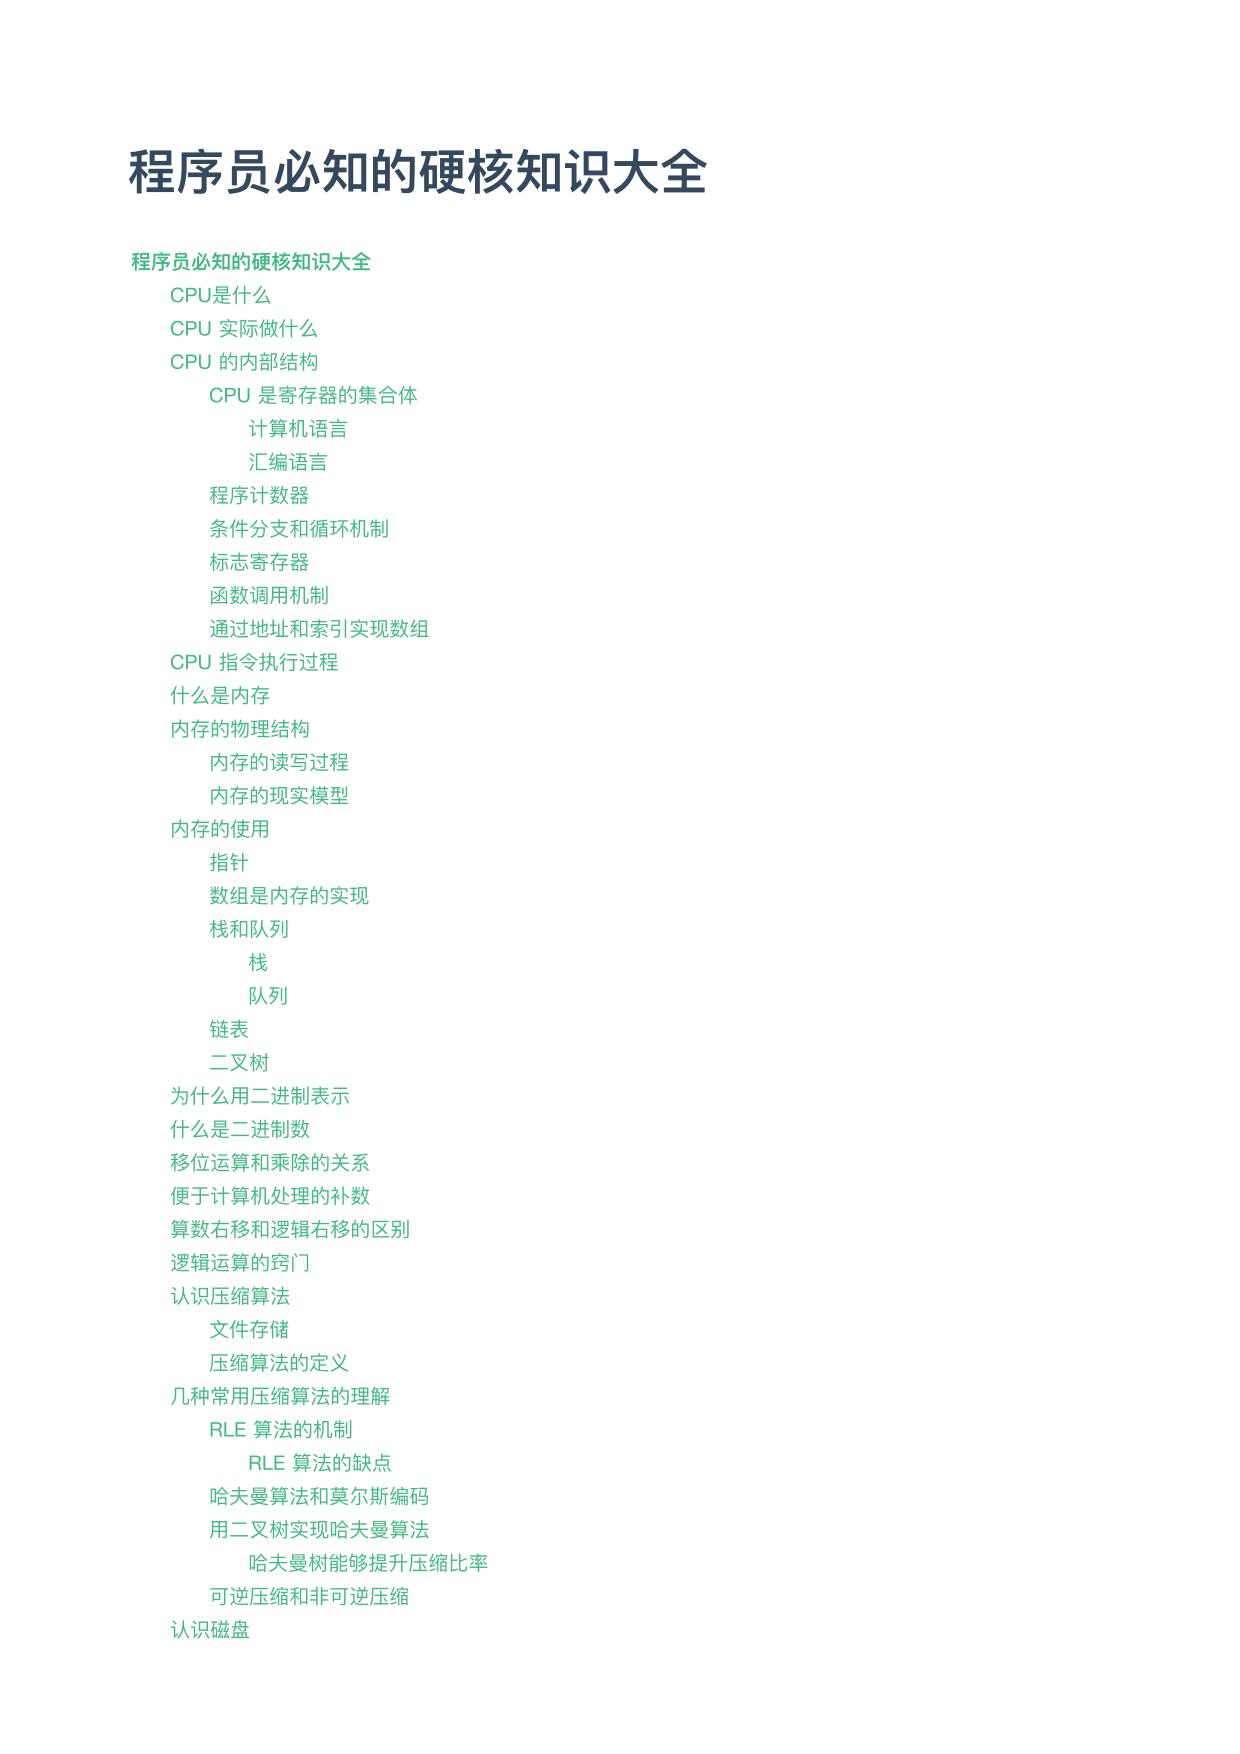 程序员必知的硬核知识大全
程序员必知的硬核知识大全
CPU是什么
CPU 实际做什么
CPU 的内部结构
CPU 是寄存器的集合体
计算机语言
汇编语言
程序计数器
条件分支和循环机制
标志寄存器
函数调用机制
通过地址和索引实现数组
CPU 指令执行过程
什么是内存
内存的物理结构
内存的读写过程
内存的现实模型
内存的使用
指针
数组是内存的实现
栈和队列
栈
队列
链表
二叉树
为什么用二进制表示
什么是二进制数
移位运算和乘除的关系
便于计算机处理的补数
算数右移和逻辑右移的区别
逻辑运算的窍门
认识压缩算法
文件存储
压缩算法的定义
几种常用压缩算法的理解
RLE 算法的机制
RLE 算法的缺点
哈夫曼算法和莫尔斯编码
用二叉树实现哈夫曼算法
哈夫曼树能够提升压缩比率
可逆压缩和非可逆压缩
认识磁盘